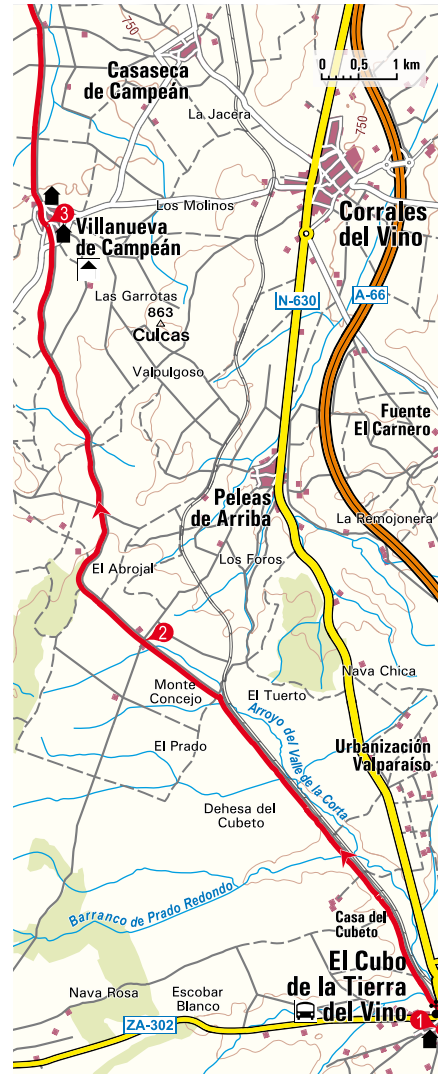 750
Casaseca
de Campeán
0 0,5 1 km
La Jacera
750
3
Los Molinos
Villanueva
de Campeán
Corrales
del Vino
Las Garrotas
863
Culcas
N-630
A-66
Valpulgoso
Fuente
El Carnero
Peleas
de Arriba
La Remojonera
Los Foros
El Abrojal
2
Nava Chica
Monte
Concejo
El Tuerto
Arroyo del Valle de la Corta
El Prado
Urbanización
Valparaíso
Dehesa del
Cubeto
Barranco de Prado Redondo
Casa del
Cubeto
El Cubo
de la Tierra
del Vino
Nava Rosa
Escobar
Blanco
ZA-302
1